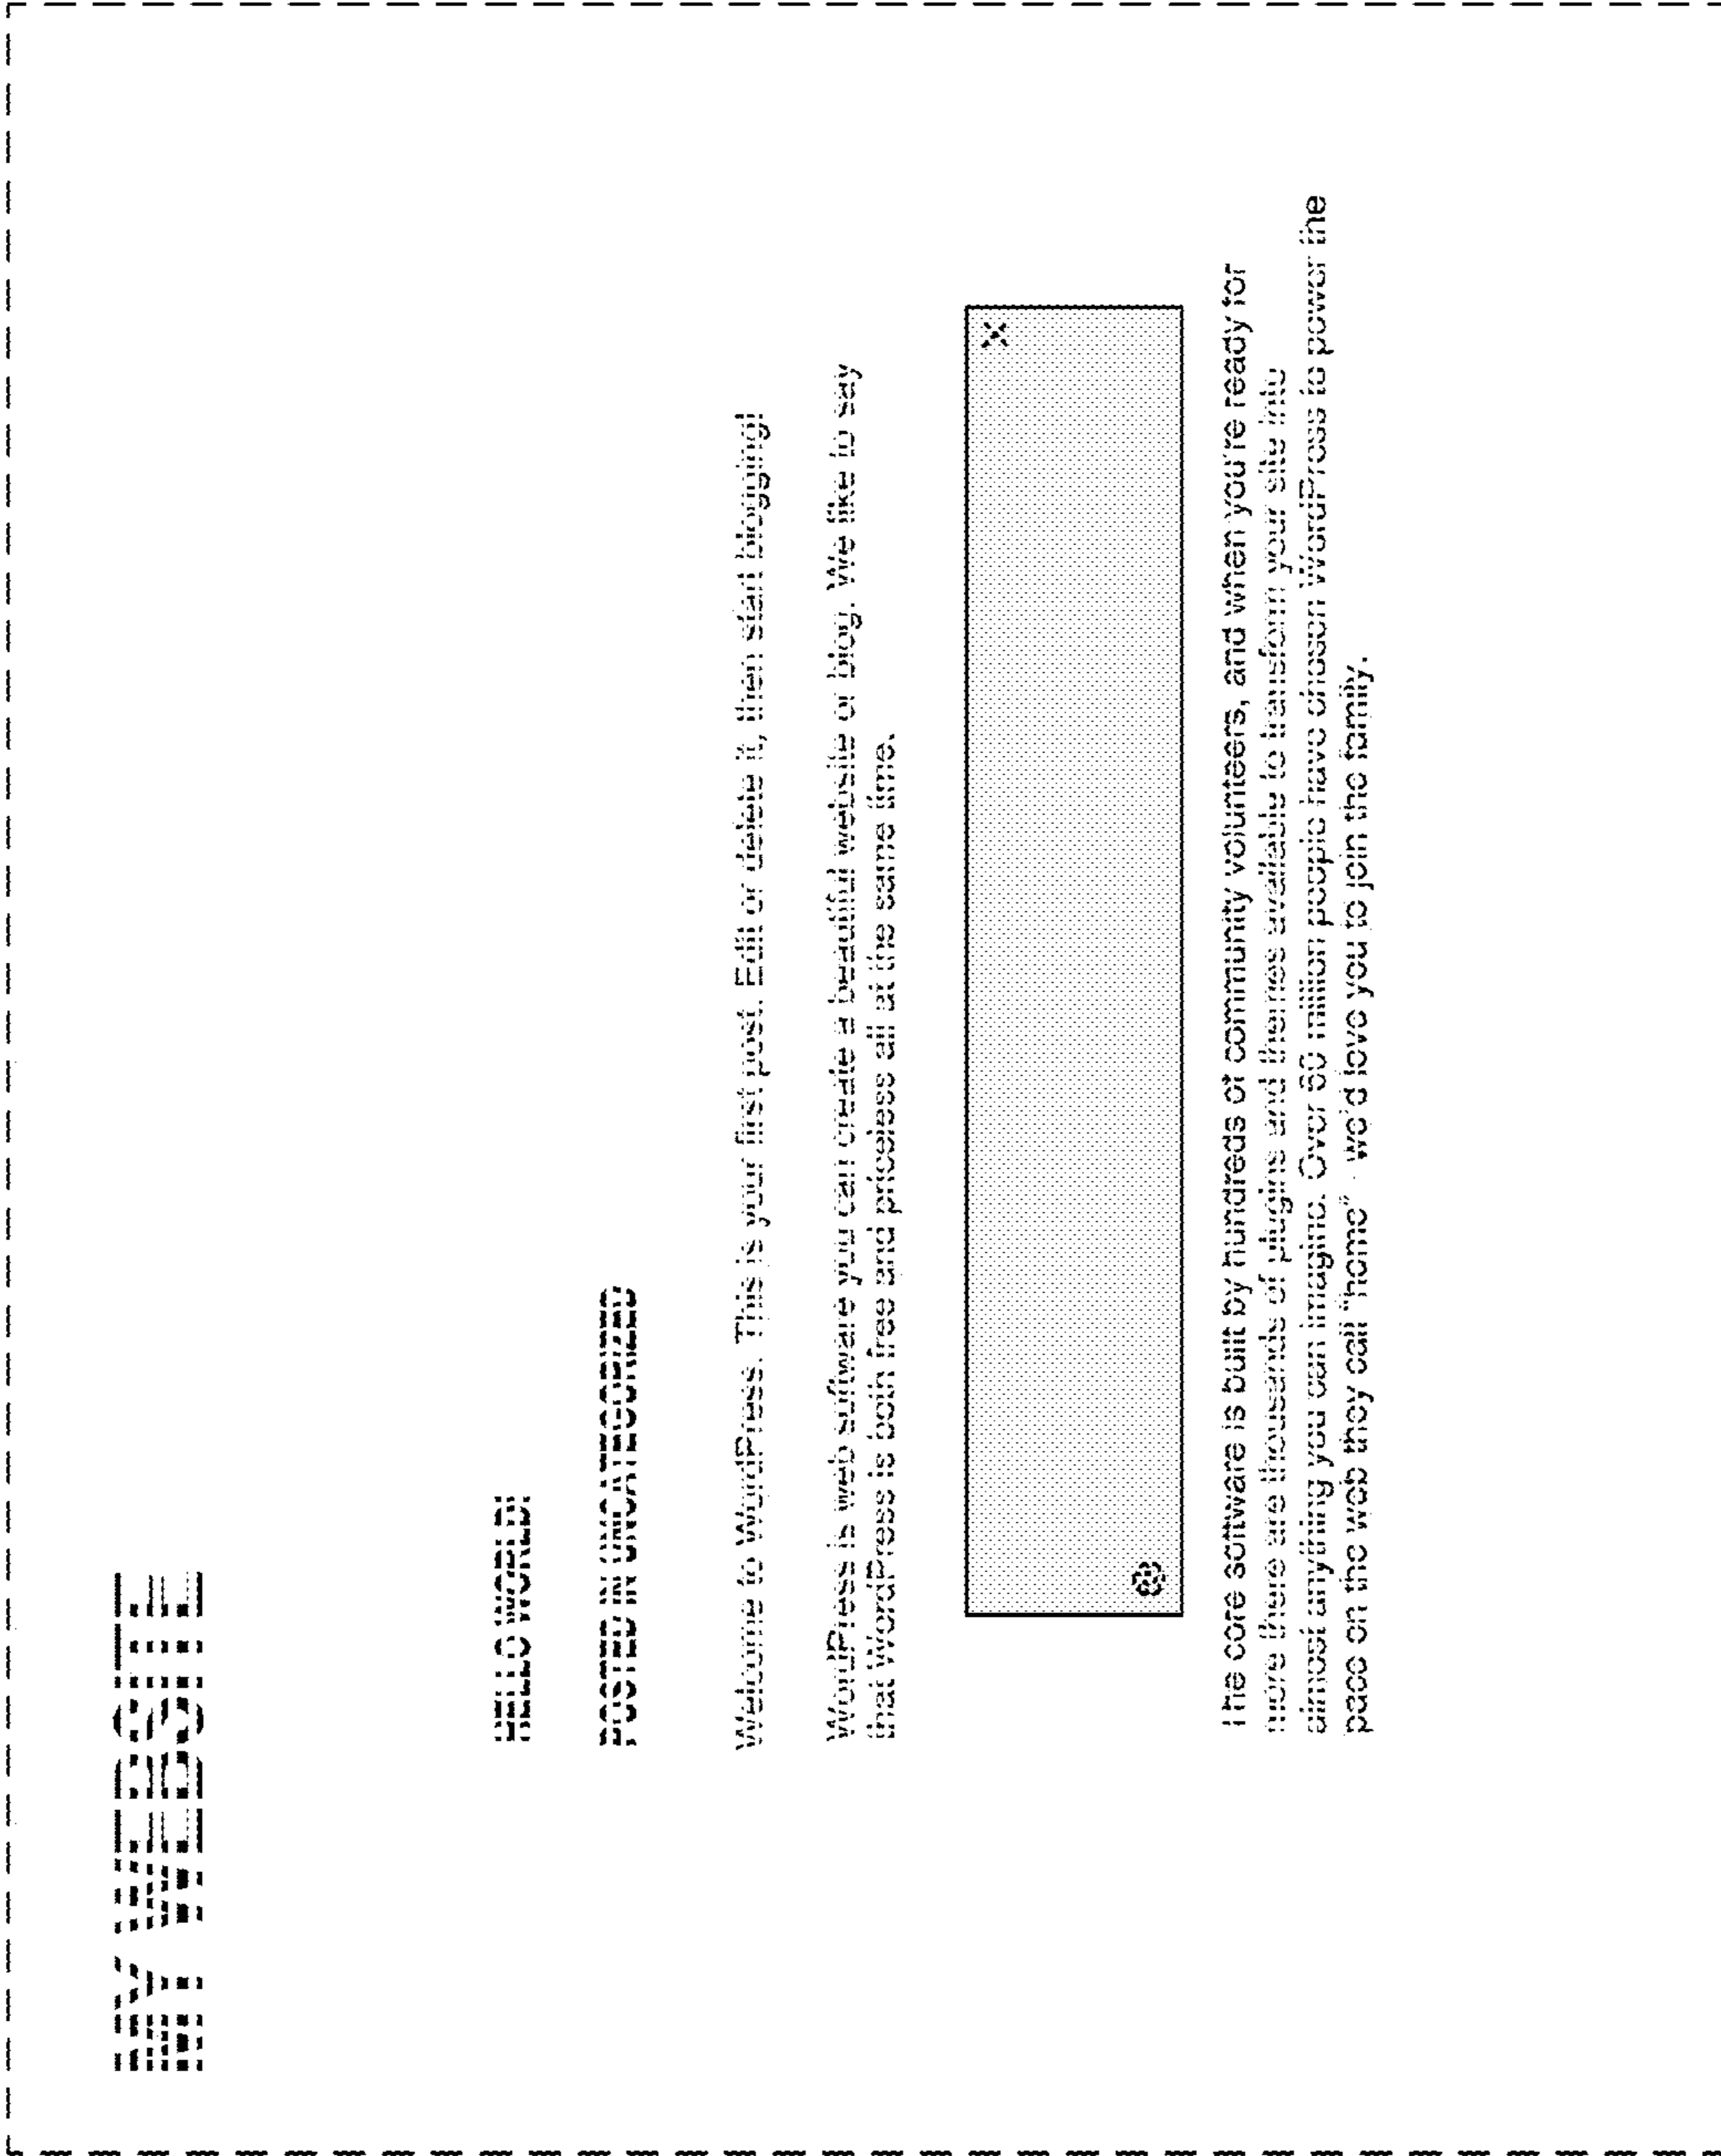 MY WEBSITE
HELLO WORLD!
POSTED IN UNCATEGORIZED
Welcome to WordPress. This is your first post. Edit or delete it, then start blogging!
WordPress is web software you can create a beautiful website or blog. We like to say
that WordPress is both free and priceless all at the same time.
The core software is built by hundreds of community volunteers, and when you're ready for
more there are thousands of plugins and themes available to transform your site into
almost anything you can imagine. Over 60 million people have chosen WordPress to power the
pace on the web they call "home" - we'd love you to join the family.